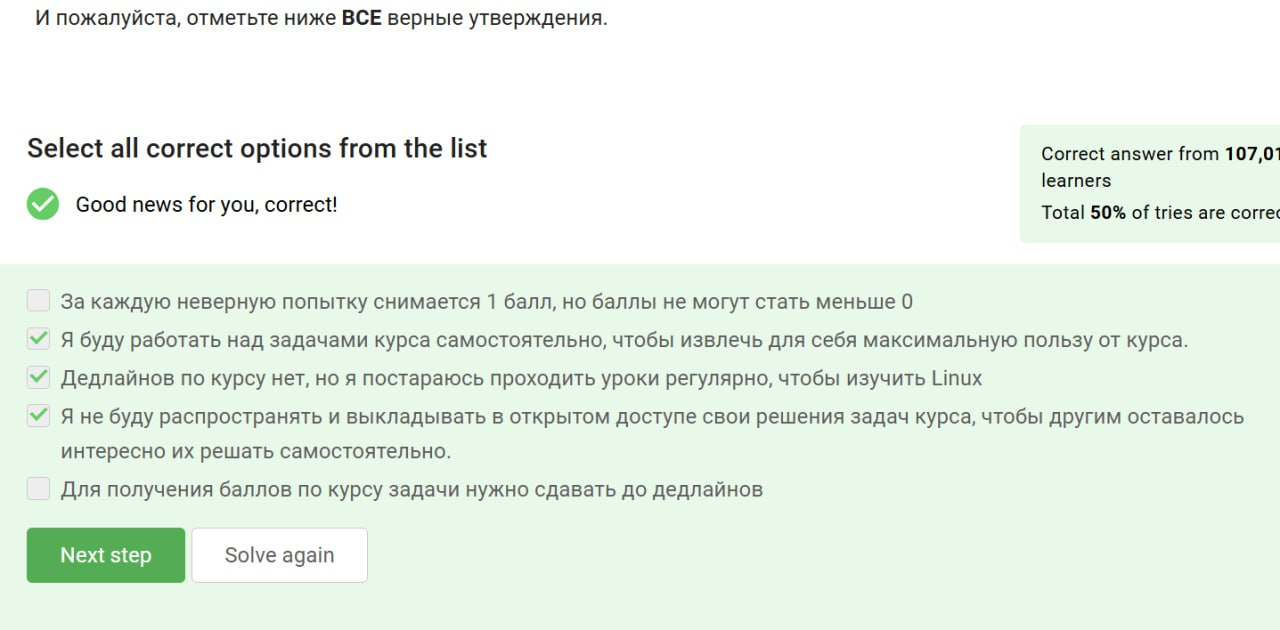 И пожалуйста, отметьте ниже ВСЕ верные утверждения.
Select all correct options from the list
Good news for you, correct!
Correct answer from
learners
Total 50% of tries are
За каждую неверную попытку снимается 1 балл, но баллы не могут стать меньше 0
Я буду работать над задачами курса самостоятельно, чтобы извлечь для себя максимальную пользу от курса.
Дедлайнов по курсу нет, но я постараюсь проходить уроки регулярно, чтобы изучить Linux
Я не буду распространять и выкладывать в открытом доступе свои решения задач курса, чтобы другим оставалось
интересно их решать самостоятельно.
Для получения баллов по курсу задачи нужно сдавать до дедлайнов
Next step
Solve again